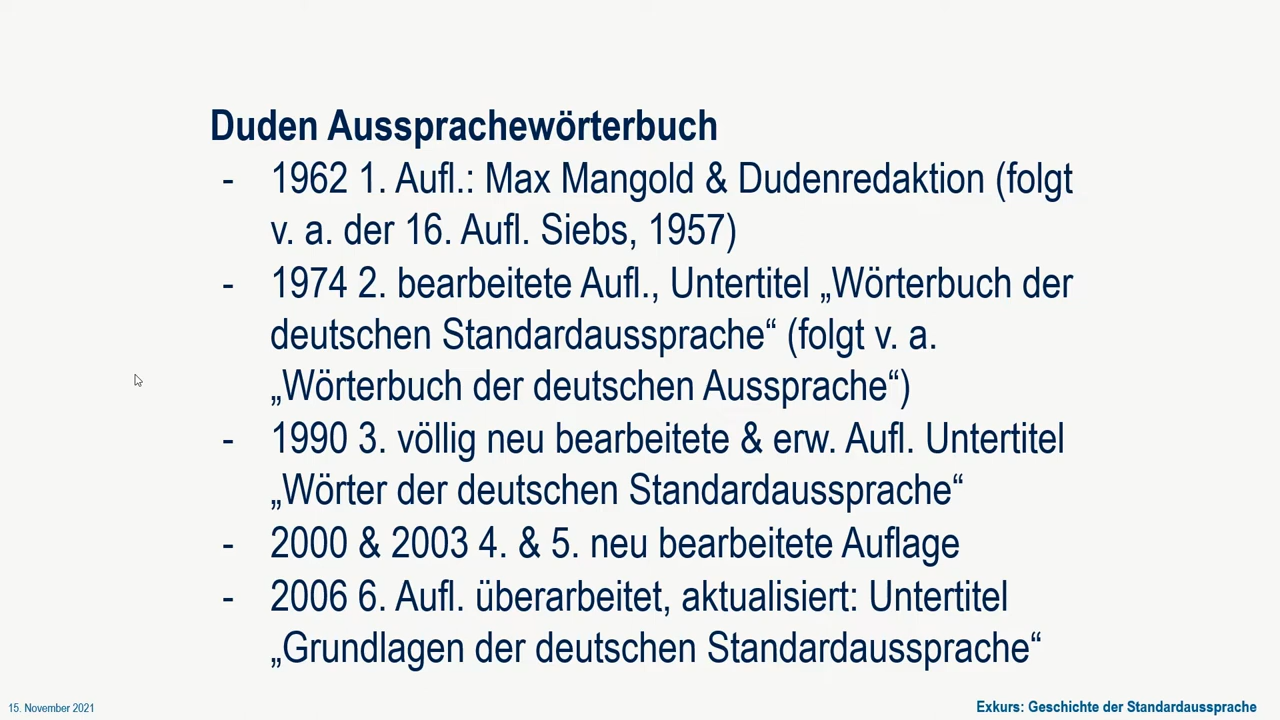 Duden Aussprachewörterbuch
- 1962 1. Aufl.: Max Mangold & Dudenredaktion (folgt
v. a. der 16. Aufl. Siebs, 1957)
- 1974 2. bearbeitete Aufl., Untertitel „Wörterbuch der
deutschen Standardaussprache“ (folgt v. a.
„Wörterbuch der deutschen Aussprache“)
- 1990 3. völlig neu bearbeitete & erw. Aufl. Untertitel
„Wörter der deutschen Standardaussprache“
- 2000 & 2003 4. & 5. neu bearbeitete Auflage
- 2006 6. Aufl. überarbeitet, aktualisiert: Untertitel
„Grundlagen der deutschen Standardaussprache“
15. November 2021
Exkurs: Geschichte der Standardaussprache